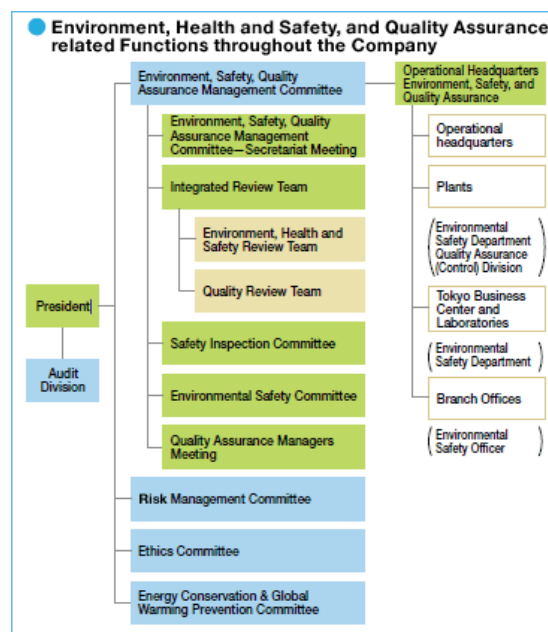 Environment, Health and Safety, and Quality Assurance
related Functions throughout the Company
Environment, Safety, Quality
Assurance Management Committee
Operational Headquarters
Environment, Safety, and
Quality Assurance
Environment, Safety, Quality
Assurance Management
Committee—Secretariat Meeting
Operational
headquarters
Integrated Review Team
Plants
Environment, Health and
Safety Review Team
(Environmental
Safety Department
Quality Assurance
(Control) Division)
Quality Review Team
President
Tokyo Business
Center and
Laboratories
Safety Inspection Committee
(Environmental
Safety Department)
Audit
Division
Environmental Safety Committee
Branch Offices
Quality Assurance Managers
Meeting
(Environmental
Safety Officer)
Risk Management Committee
Ethics Committee
Energy Conservation & Global
Warming Prevention Committee